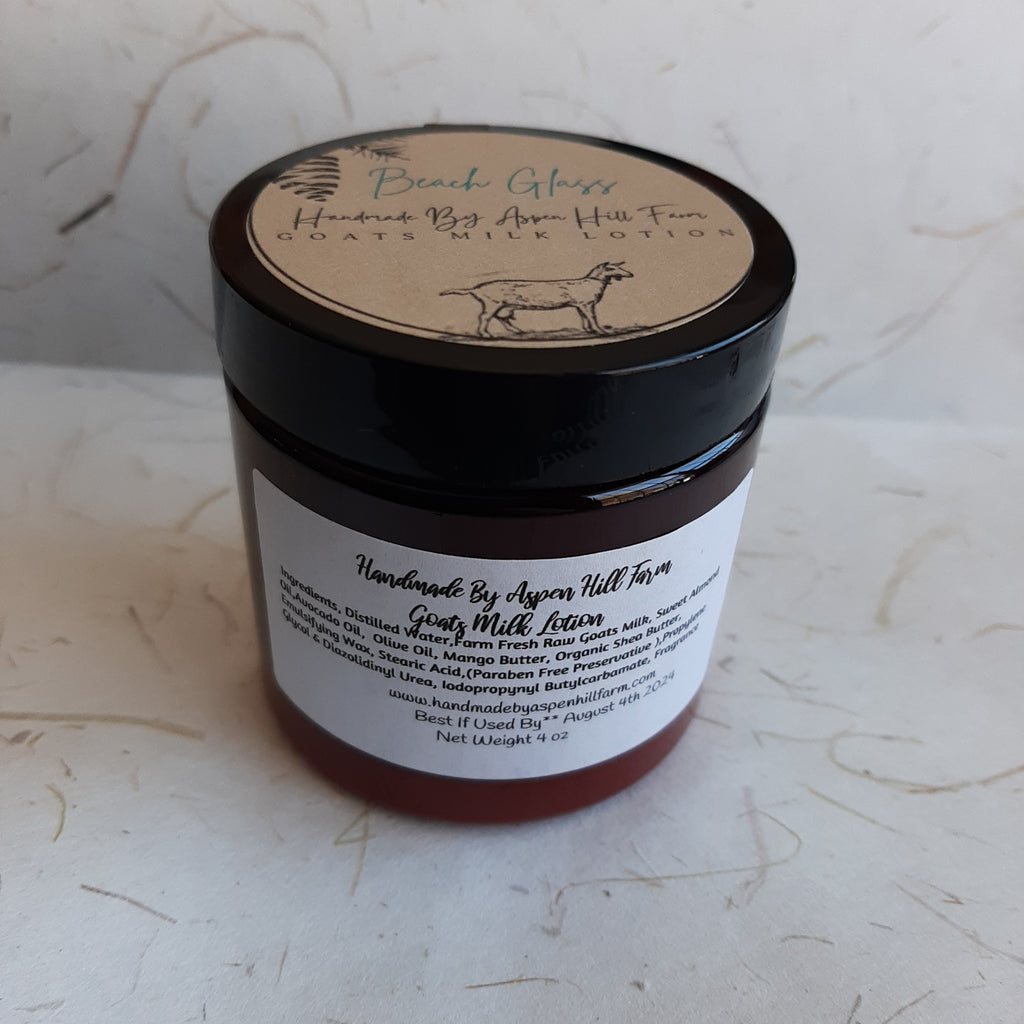 Beach Glass
Handmade By Aspen Hill Farm
GOATS MILK LOTION
Handmade By Aspen Hill Farm
Goats Milk Lotion
Ingredients, Distilled Water,Farm Fresh Raw Goats Milk, Sweet Almond
Oil,Avocado Oil, Olive Oil, Mango Butter, Organic Shea Butter,
Emulsifying Wax, Stearic Acid,(Paraben Free Preservative ),Propylene
Glycol & Diazolidinyl Urea, Iodopropynyl Butylcarbamate, Fragrance
www.handmadebyaspenhillfarm.com
Best If Used By** August 4th 2024
Net Weight 4 oz